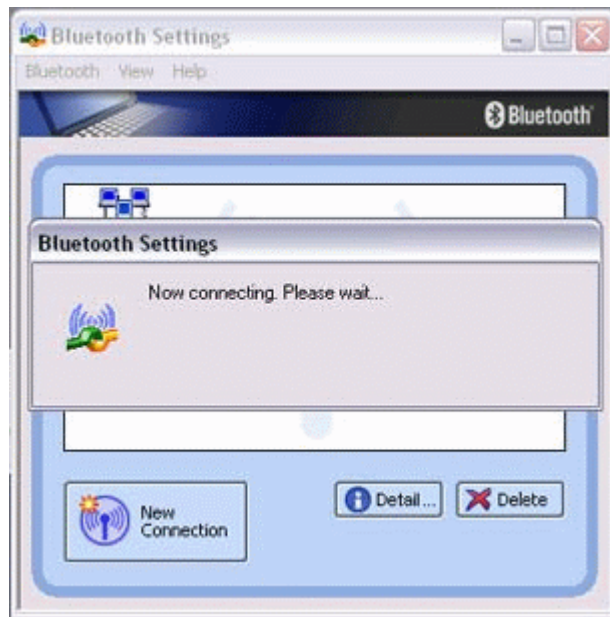 Bluetooth Settings
Bluetooth View Help
Bluetooth
Bluetooth Settings
Now connecting. Please wait...
New
Connection
Detail...
Delete